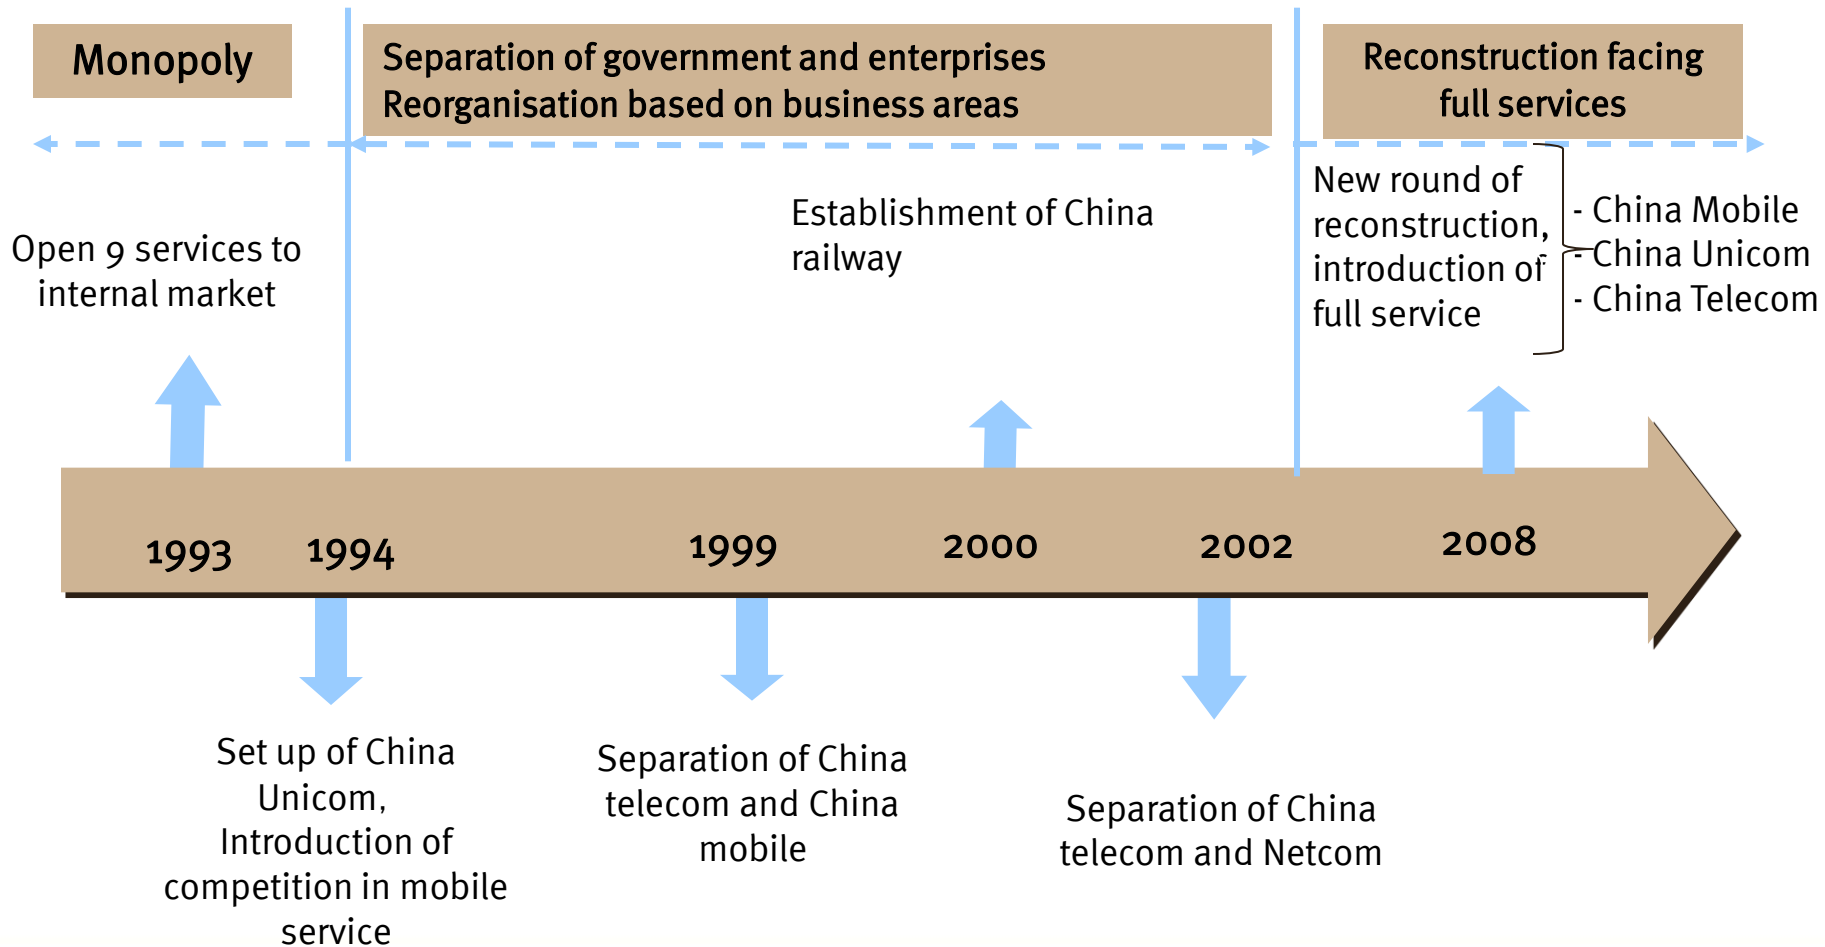 Monopoly
Separation of government and enterprises
Reorganisation based on business areas
Reconstruction facing
full services
Open 9 services to
internal market
Establishment of China
railway
New round of
reconstruction,
introduction of
full service
- China Mobile
- China Unicom
- China Telecom
1993
1994
1999
2000
2002
2008
Set up of China
Unicom,
Introduction of
competition in mobile
service
Separation of China
telecom and China
mobile
Separation of China
telecom and Netcom